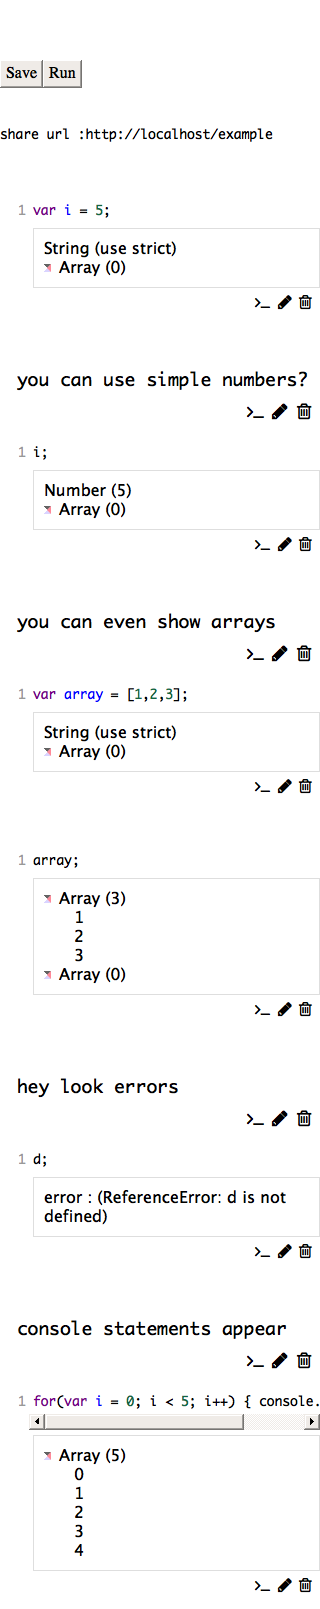 Save Run
share url :http://localhost/example
1 var i = 5;
String (use strict)
Array (0)
you can use simple numbers?
1 i;
Number (5)
Array (0)
you can even show arrays
1 var array = [1,2,3];
String (use strict)
Array (0)
1 array;
Array (3)
1
2
3
Array (0)
hey look errors
1 d;
error : (ReferenceError: d is not
defined)
console statements appear
1 for(var i = 0; i < 5; i++) { console.
Array (5)
0
1
2
3
4